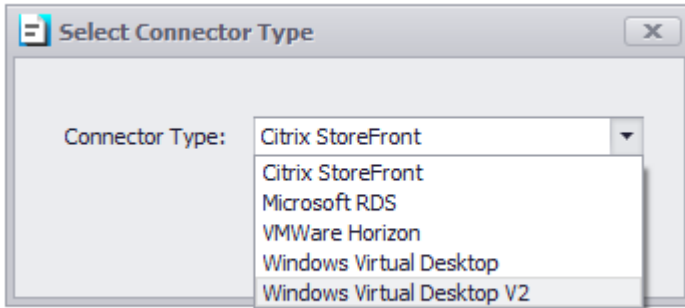 Select Connector Type
Connector Type: Citrix StoreFront
Citrix StoreFront
Microsoft RDS
VMWare Horizon
Windows Virtual Desktop
Windows Virtual Desktop V2